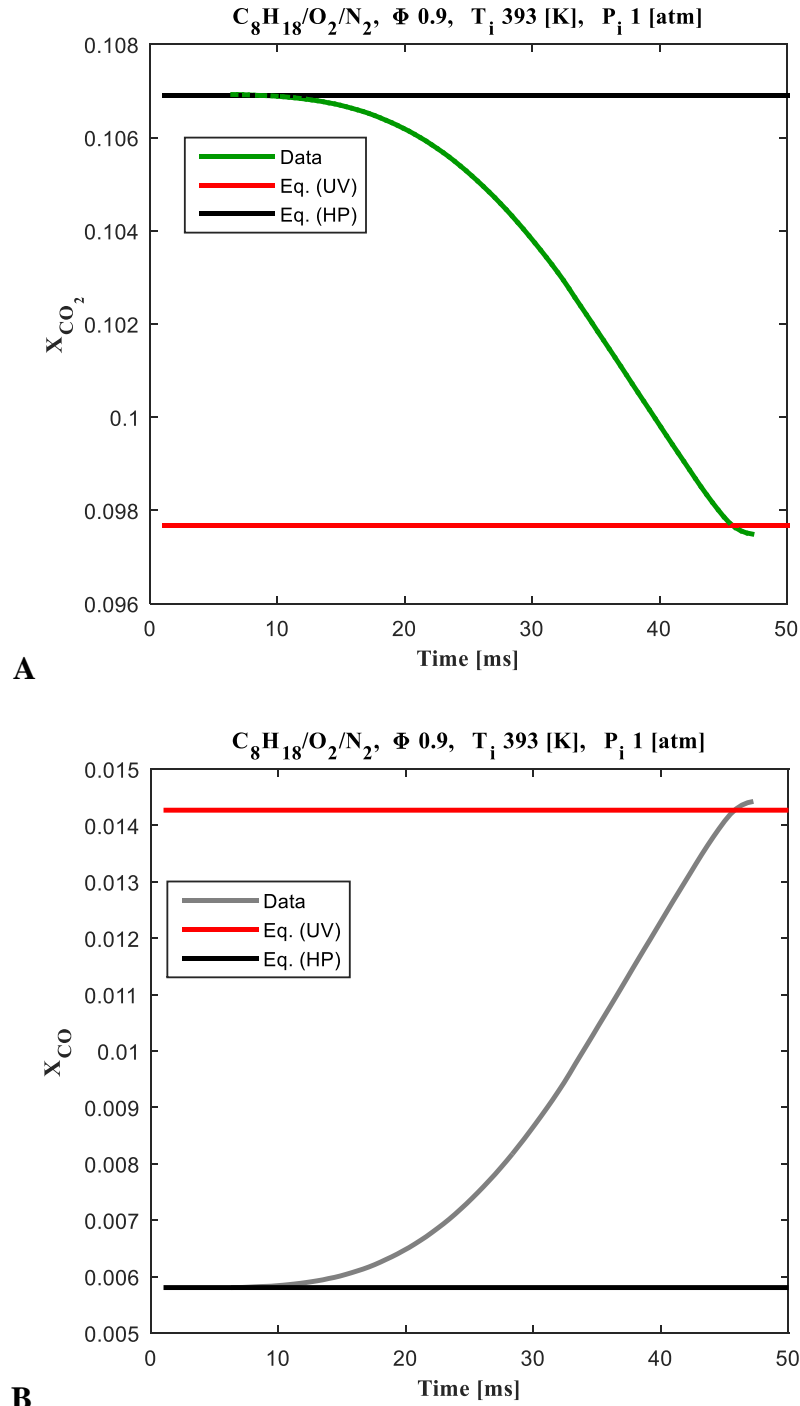 C8H18/O2/N2, Φ 0.9, Ti 393 [K], Pi 1 [atm]
0.108
0.106
0.104
0.102
0.1
0.098
0.096
XCO2
Data
Eq. (UV)
Eq. (HP)
0 10 20 30 40 50
Time [ms]
A
C8H18/O2/N2, Φ 0.9, Ti 393 [K], Pi 1 [atm]
0.015
0.014
0.013
0.012
0.011
0.01
0.009
0.008
0.007
0.006
0.005
XCO
Data
Eq. (UV)
Eq. (HP)
0 10 20 30 40 50
Time [ms]
B